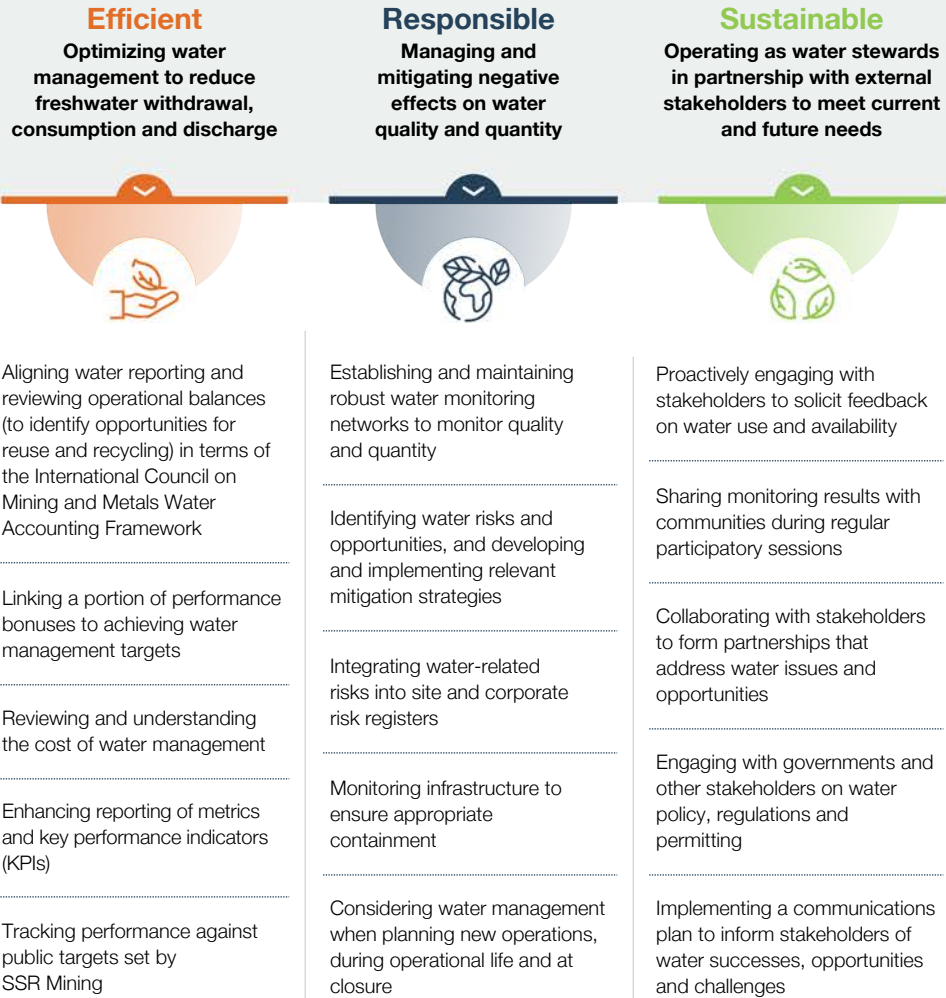 Efficient
Optimizing water
management to reduce
freshwater withdrawal,
consumption and discharge
Aligning water reporting and
reviewing operational balances
(to identify opportunities for
reuse and recycling) in terms of
the International Council on
Mining and Metals Water
Accounting Framework
Linking a portion of performance
bonuses to achieving water
management targets
Reviewing and understanding
the cost of water management
Enhancing reporting of metrics
and key performance indicators
(KPIs)
Tracking performance against
public targets set by
SSR Mining
Responsible
Managing and
mitigating negative
effects on water
quality and quantity
Establishing and maintaining
robust water monitoring
networks to monitor quality
and quantity
Identifying water risks and
opportunities, and developing
and implementing relevant
mitigation strategies
Integrating water-related
risks into site and corporate
risk registers
Monitoring infrastructure to
ensure appropriate
containment
Considering water management
when planning new operations,
during operational life and at
closure
Sustainable
Operating as water stewards
in partnership with external
stakeholders to meet current
and future needs
Proactively engaging with
stakeholders to solicit feedback
on water use and availability
Sharing monitoring results with
communities during regular
participatory sessions
Collaborating with stakeholders
to form partnerships that
address water issues and
opportunities
Engaging with governments and
other stakeholders on water
policy, regulations and
permitting
Implementing a communications
plan to inform stakeholders of
water successes, opportunities
and challenges